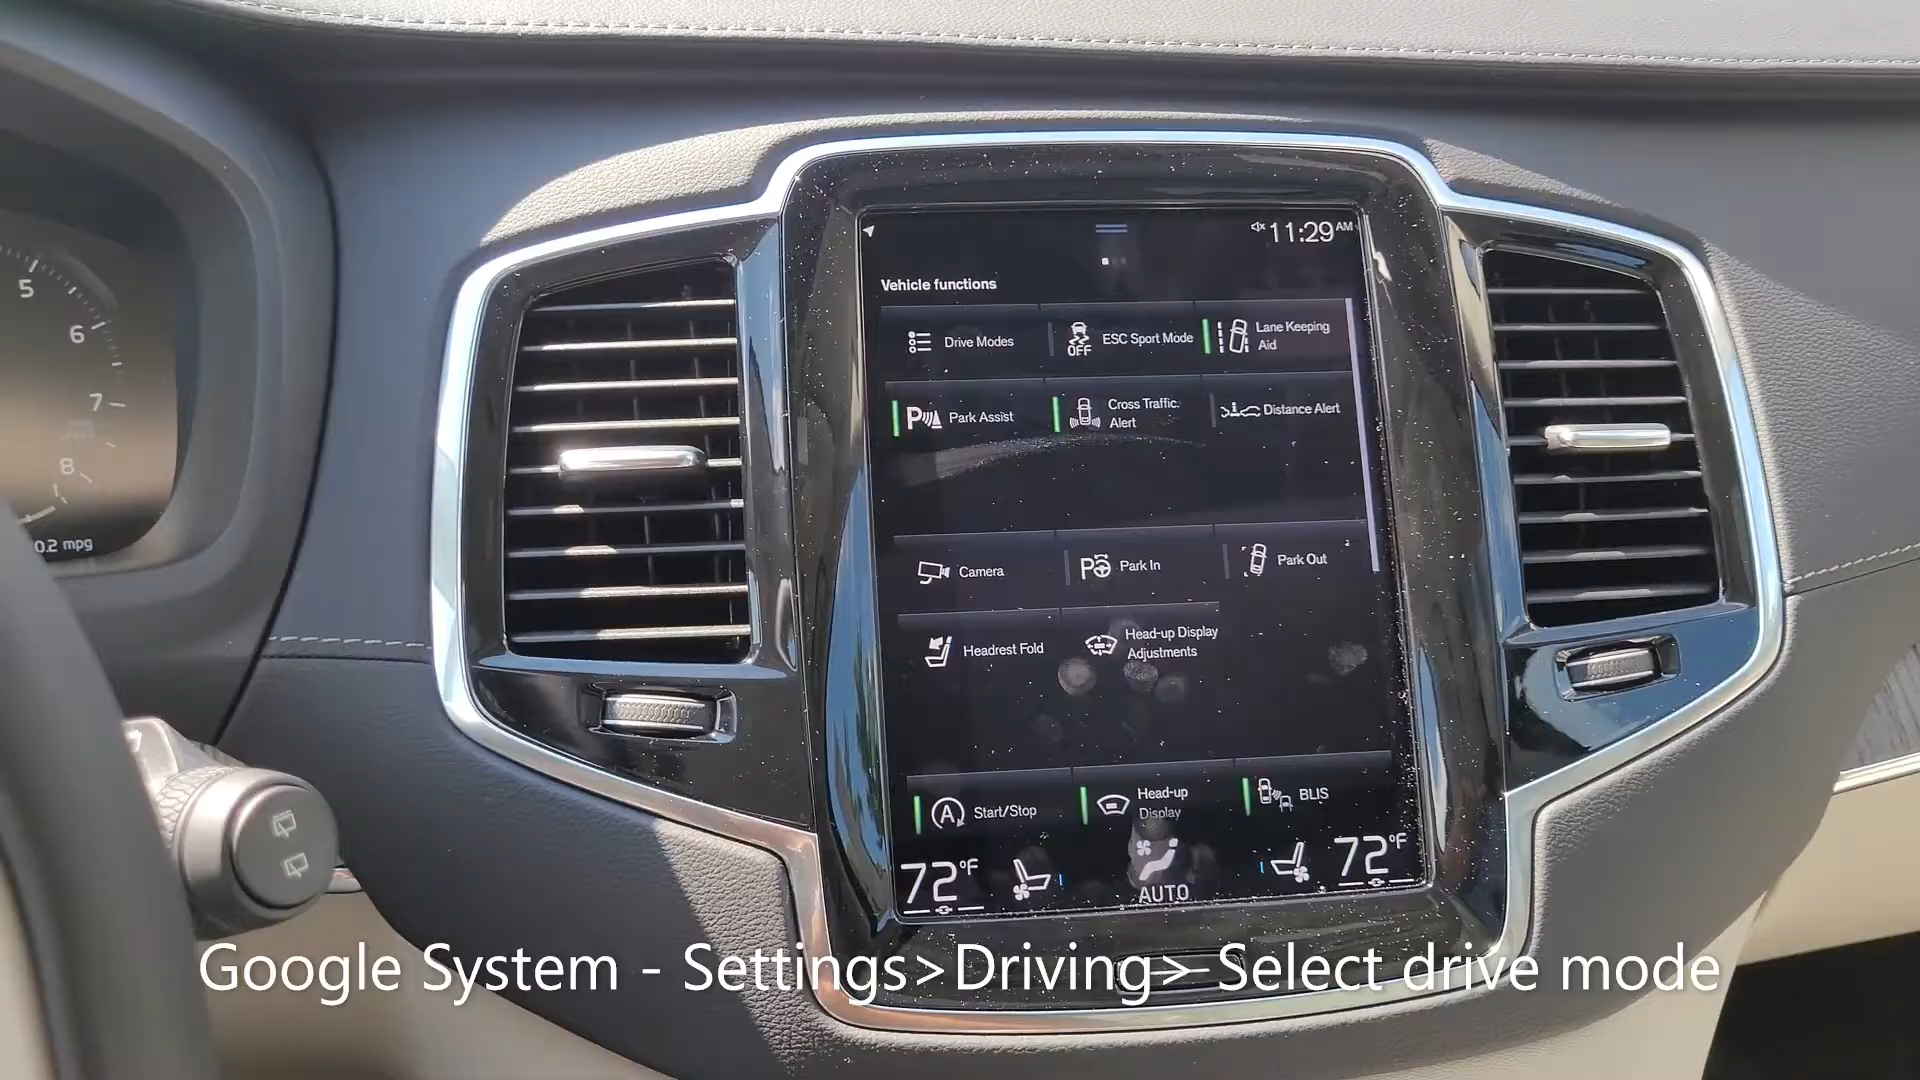 5
6
7
8
0.2 mpg
11:29 AM
Vehicle functions
Drive Modes
OFF
ESC Sport Mode
Lane Keeping
Aid
P Park Assist
Cross Traffic
Alert
Distance Alert
Camera
P Park In
Park Out
Headrest Fold
Head-up Display
Adjustments
A Start/Stop
Head-up
Display
BLIS
72°F
AUTO
72°F
Google System - Settings>Driving> Select drive mode